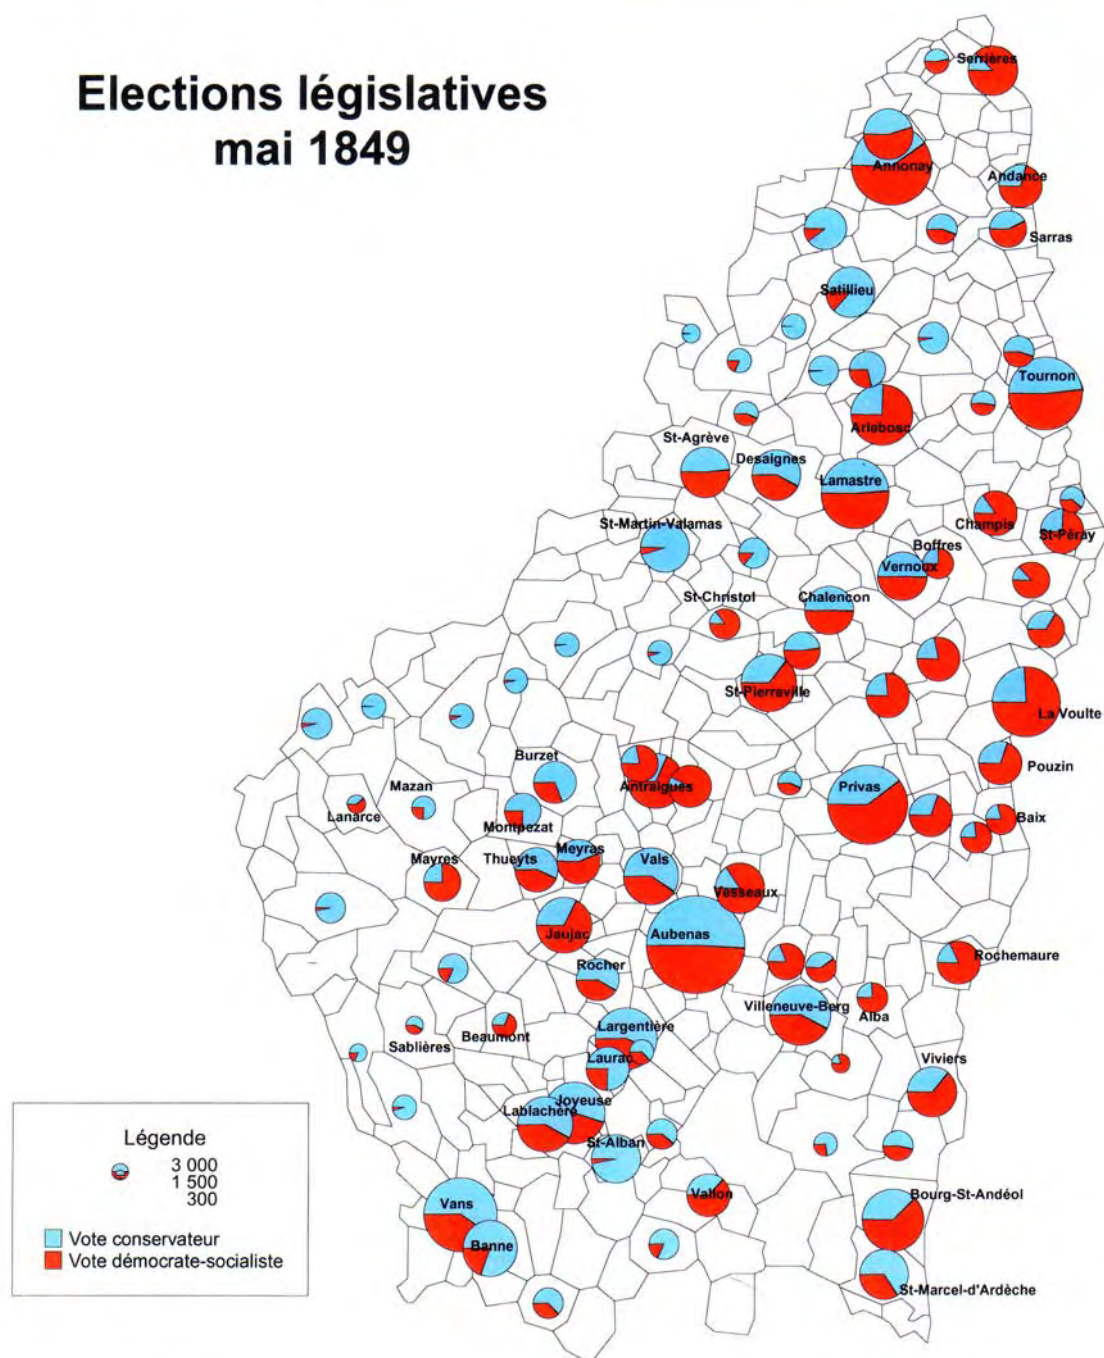 Elections législatives
mai 1849
Serrières
Annonay
Andance
Sarras
Satillieu
Tournon
Arlebosc
St-Agrève
Desaignes
Lamastre
Champis
St-Péray
St-Martin-Valamas
Boffres
Vernoux
St-Christol
Chalencon
St-Pierreville
La Voulte
Burzet
Antraigues
Pouzin
Privas
Mazan
Lanarce
Montpezat
Baix
Mayres
Thueyts
Meyras
Vals
Vesseaux
Jaujac
Aubenas
Rocher
Rochemaure
Villeneuve-Berg
Alba
Sablières
Beaumont
Largentière
Laurac
Viviers
Joyeuse
Lablachère
St-Alban
Vallon
Bourg-St-Andéol
Vans
Banne
St-Marcel-d'Ardèche
Légende
3 000
1 500
300
Vote conservateur
Vote démocrate-socialiste